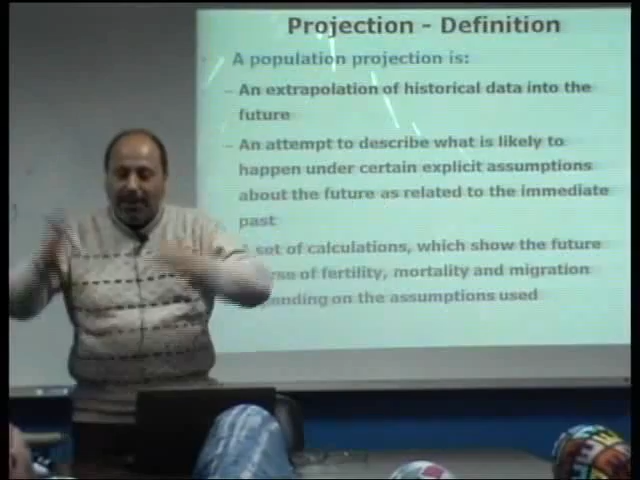 Projection - Definition
A population projection is:
– An extrapolation of historical data into the
future
– An attempt to describe what is likely to
happen under certain explicit assumptions
about the future as related to the immediate
past
set of calculations, which show the future
of fertility, mortality and migration
on the assumptions used